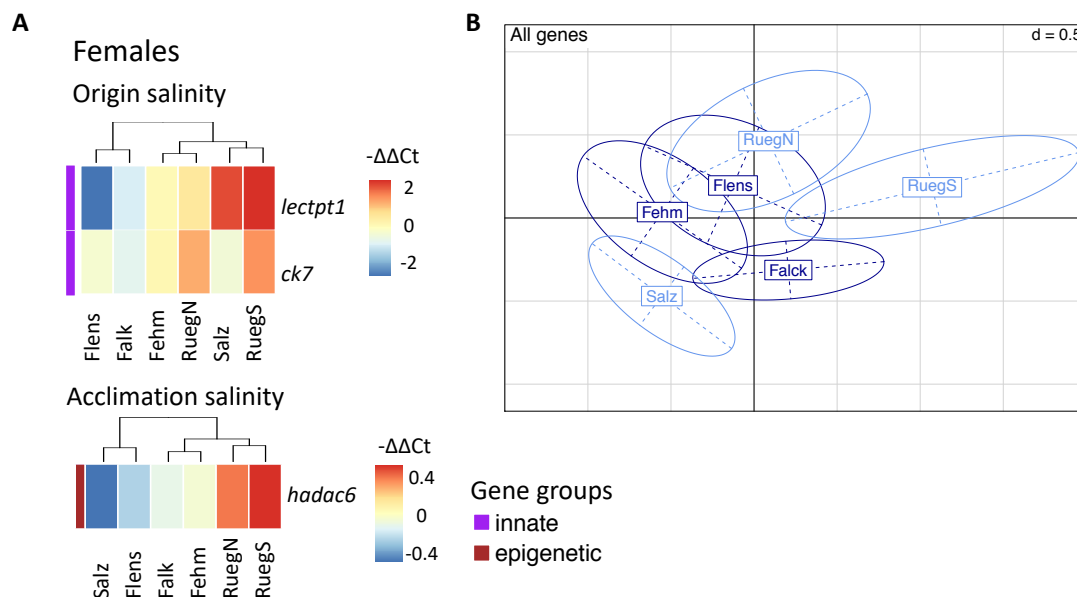 A
Females
Origin salinity
-ΔΔCt
2
0
-2
lectpt1
ck7
Flens
Falk
Fehm
RuegN
Salz
RuegS
Acclimation salinity
-ΔΔCt
0.4
0
-0.4
hadac6
Salz
Flens
Falk
Fehm
RuegN
RuegS
B
All genes
d = 0.5
RuegN
Flens
RuegS
Fehm
Falck
Salz
Gene groups
innate
epigenetic